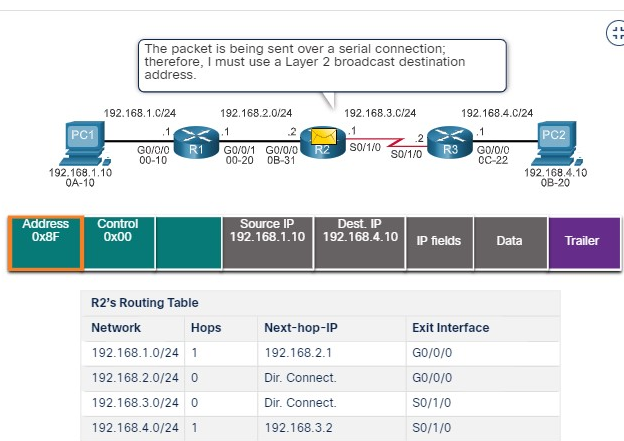 The packet is being sent over a serial connection;
therefore, I must use a Layer 2 broadcast destination
address.
192.168.1.0/24 192.168.2.0/24 192.168.3.0/24 192.168.4.0/24
PC1 .1 R1 .1 .2 R2 .1 .2 R3 .1 PC2
G0/0/0 G0/0/1 G0/0/0 S0/1/0 S0/1/0 G0/0/0
00-10 00-20 0B-31 0C-22
192.168.1.10 192.168.4.10
0A-10 0B-20
Address Control Source IP Dest. IP
0x8F 0x00 192.168.1.10 192.168.4.10 IP fields Data Trailer
R2's Routing Table
Network Hops Next-hop-IP Exit Interface
192.168.1.0/24 1 192.168.2.1 G0/0/0
192.168.2.0/24 0 Dir. Connect. G0/0/0
192.168.3.0/24 0 Dir. Connect. S0/1/0
192.168.4.0/24 1 192.168.3.2 S0/1/0